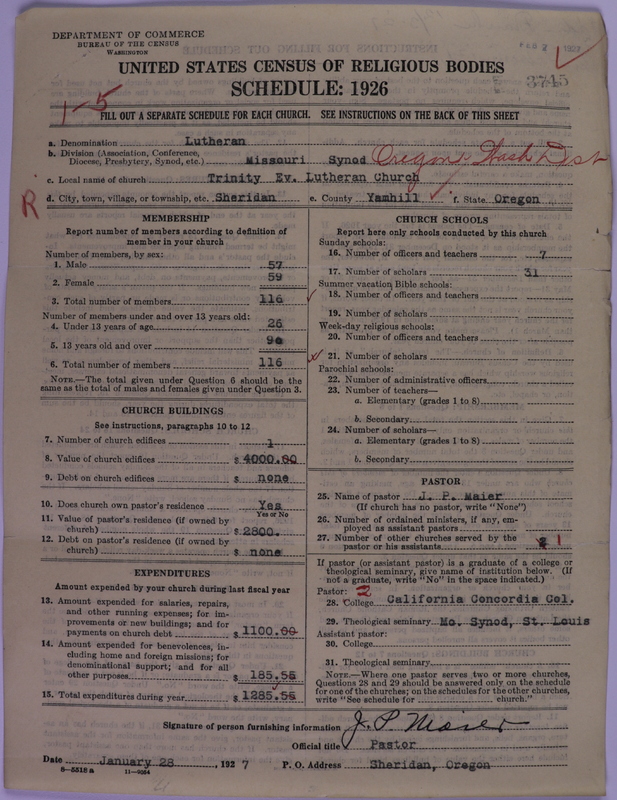 DEPARTMENT OF COMMERCE
BUREAU OF THE CENSUS
WASHINGTON
FEB 7 1927
UNITED STATES CENSUS OF RELIGIOUS BODIES
SCHEDULE: 1926
3745
1-5
FILL OUT A SEPARATE SCHEDULE FOR EACH CHURCH. SEE INSTRUCTIONS ON THE BACK OF THIS SHEET
a. Denomination Lutheran
b. Division (Association, Conference, Diocese, Presbytery, Synod, etc.) Missouri Synod Oregon & Wash Dist
c. Local name of church Trinity Ev. Lutheran Church
R
d. City, town, village, or township, etc. Sheridan e. County Yamhill f. State Oregon
MEMBERSHIP
Report number of members according to definition of
member in your church
Number of members, by sex:
1. Male 57
2. Female 59
3. Total number of members 116
Number of members under and over 13 years old:
4. Under 13 years of age 26
5. 13 years old and over 90
6. Total number of members 116
NOTE.—The total given under Question 6 should be the
same as the total of males and females given under Question 3.
CHURCH BUILDINGS
See instructions, paragraphs 10 to 12
7. Number of church edifices 1
8. Value of church edifices $ 4000.00
9. Debt on church edifices $ none
10. Does church own pastor's residence Yes
Yes or No
11. Value of pastor's residence (if owned by
church) $ 2800.
12. Debt on pastor's residence (if owned by
church) $ none
EXPENDITURES
Amount expended by your church during last fiscal year
13. Amount expended for salaries, repairs,
and other running expenses; for im-
provements or new buildings; and for
payments on church debt $ 1100.00
14. Amount expended for benevolences, in-
cluding home and foreign missions; for
denominational support; and for all
other purposes $ 185.56
15. Total expenditures during year $ 1285.56
CHURCH SCHOOLS
Report here only schools conducted by this church
Sunday schools:
16. Number of officers and teachers 7
17. Number of scholars 31
Summer vacation Bible schools:
18. Number of officers and teachers
19. Number of scholars
Week-day religious schools:
20. Number of officers and teachers
21. Number of scholars
Parochial schools:
22. Number of administrative officers
23. Number of teachers—
a. Elementary (grades 1 to 8)
b. Secondary
24. Number of scholars—
a. Elementary (grades 1 to 8)
b. Secondary
PASTOR
25. Name of pastor J. P. Maier
(If church has no pastor, write "None")
26. Number of ordained ministers, if any, em-
ployed as assistant pastors
27. Number of other churches served by the
pastor or his assistants 1
If pastor (or assistant pastor) is a graduate of a college or
theological seminary, give name of institution below. (If
not a graduate, write "No" in the space indicated.)
Pastor: 2
28. College California Concordia Col.
29. Theological seminary Mo. Synod, St. Louis
Assistant pastor:
30. College
31. Theological seminary
NOTE.—Where one pastor serves two or more churches,
Questions 28 and 29 should be answered only on the schedule
for one of the churches; on the schedules for the other churches,
write "See schedule for ______ church."
Signature of person furnishing information J. P. Maier
Official title Pastor
Date January 28, 1927 P. O. Address Sheridan, Oregon
8-5518 a 11-9054